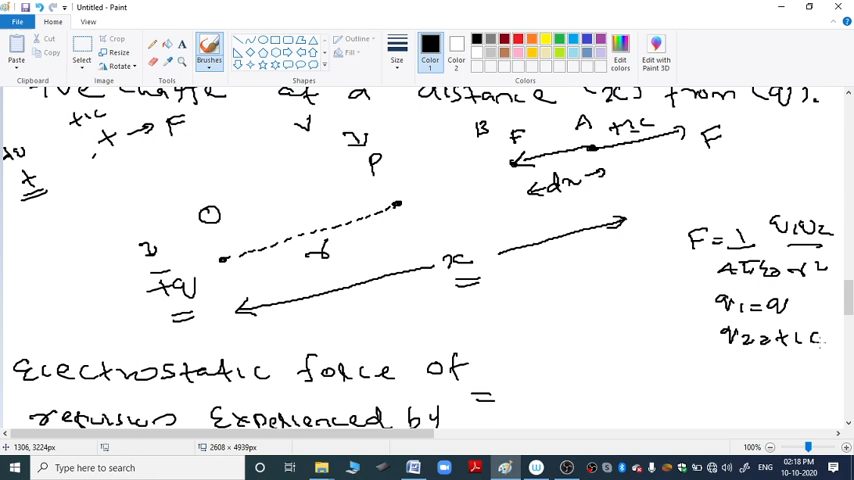 Untitled - Paint
File Home View
Paste Cut Copy Select Crop Resize Rotate Brushes Outline Fill Size Color 1 Color 2 Edit colors Edit with Paint 3D
Clipboard Image Tools Shapes Colors
+ve charge at a distance (x) from (q).
+1C B A +1C
+ → F F F
P
dx
O
r
x
+q
F = 1 q1q2
4πε0 r2
q1 = q
q2 = +1C
Electrostatic force of
repulsion Experienced by
1306, 3224px 2608 × 4939px 100%
Type here to search ENG 02:18 PM
10-10-2020